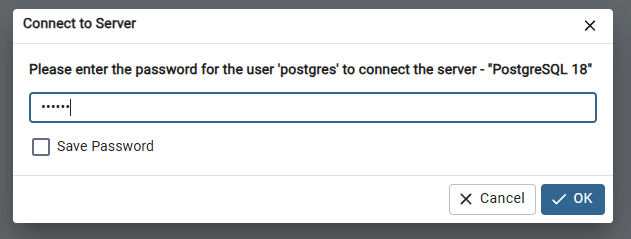 Connect to Server
Please enter the password for the user 'postgres' to connect the server - "PostgreSQL 18"
••••••
Save Password
Cancel
OK